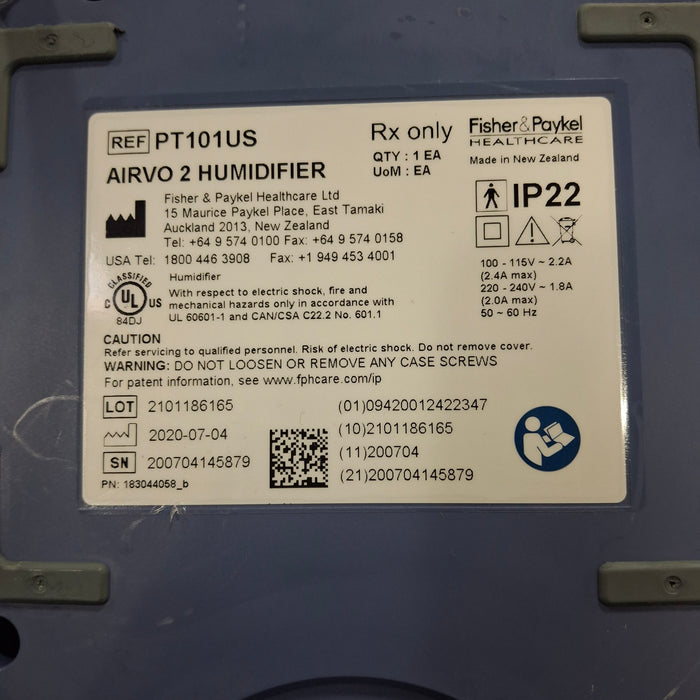 REF PT101US
Rx only
Fisher&Paykel
HEALTHCARE
QTY : 1 EA
UoM : EA
Made in New Zealand
AIRVO 2 HUMIDIFIER
Fisher & Paykel Healthcare Ltd
15 Maurice Paykel Place, East Tamaki
Auckland 2013, New Zealand
Tel: +64 9 574 0100 Fax: +64 9 574 0158
USA Tel: 1800 446 3908 Fax: +1 949 453 4001
IP22
100 - 115V ~ 2.2A
(2.4A max)
220 - 240V ~ 1.8A
(2.0A max)
50 ~ 60 Hz
CLASSIFIED
C UL US
84DJ
Humidifier
With respect to electric shock, fire and
mechanical hazards only in accordance with
UL 60601-1 and CAN/CSA C22.2 No. 601.1
CAUTION
Refer servicing to qualified personnel. Risk of electric shock. Do not remove cover.
WARNING: DO NOT LOOSEN OR REMOVE ANY CASE SCREWS
For patent information, see www.fphcare.com/ip
LOT 2101186165
2020-07-04
SN 200704145879
PN: 183044058_b
(01)09420012422347
(10)2101186165
(11)200704
(21)200704145879